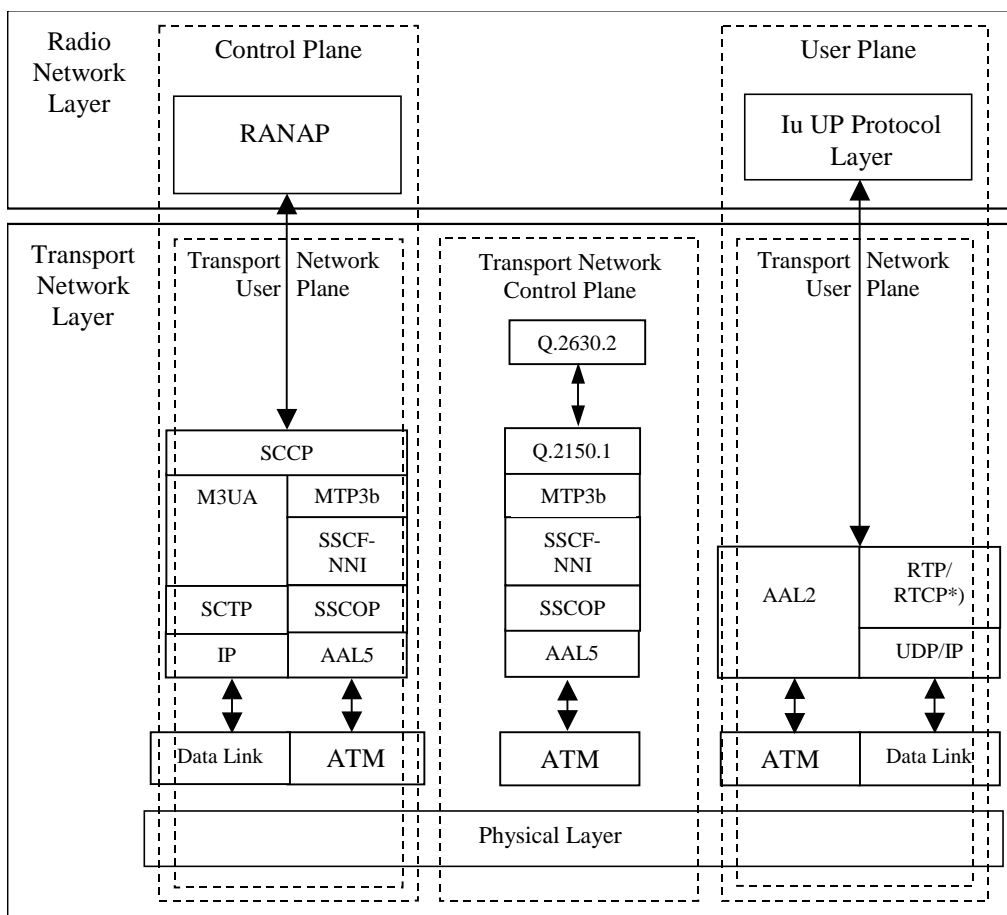 Radio
Network
Layer
Control Plane
RANAP
User Plane
Iu UP Protocol
Layer
Transport
Network
Layer
Transport Network
User Plane
Transport Network
Control Plane
Transport Network
User Plane
Q.2630.2
SCCP
M3UA
MTP3b
SSCF-
NNI
SCTP
SSCOP
IP
AAL5
Data Link
ATM
Q.2150.1
MTP3b
SSCF-
NNI
SSCOP
AAL5
ATM
AAL2
RTP/
RTCP*)
UDP/IP
ATM
Data Link
Physical Layer